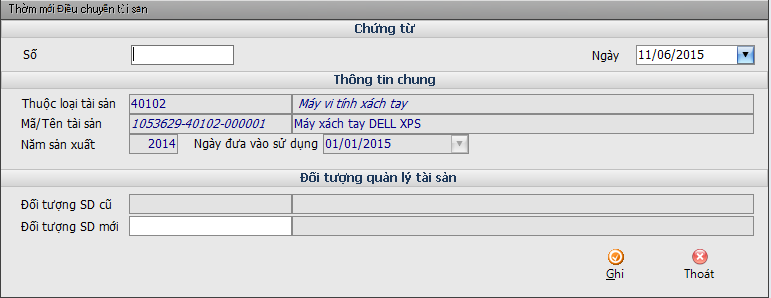 Thêm mới Điều chuyển tài sản
Chứng từ
Số Ngày 11/06/2015
Thông tin chung
Thuộc loại tài sản 40102 Máy vi tính xách tay
Mã/Tên tài sản 1053629-40102-000001 Máy xách tay DELL XPS
Năm sản xuất 2014 Ngày đưa vào sử dụng 01/01/2015
Đối tượng quản lý tài sản
Đối tượng SD cũ
Đối tượng SD mới
Ghi Thoát